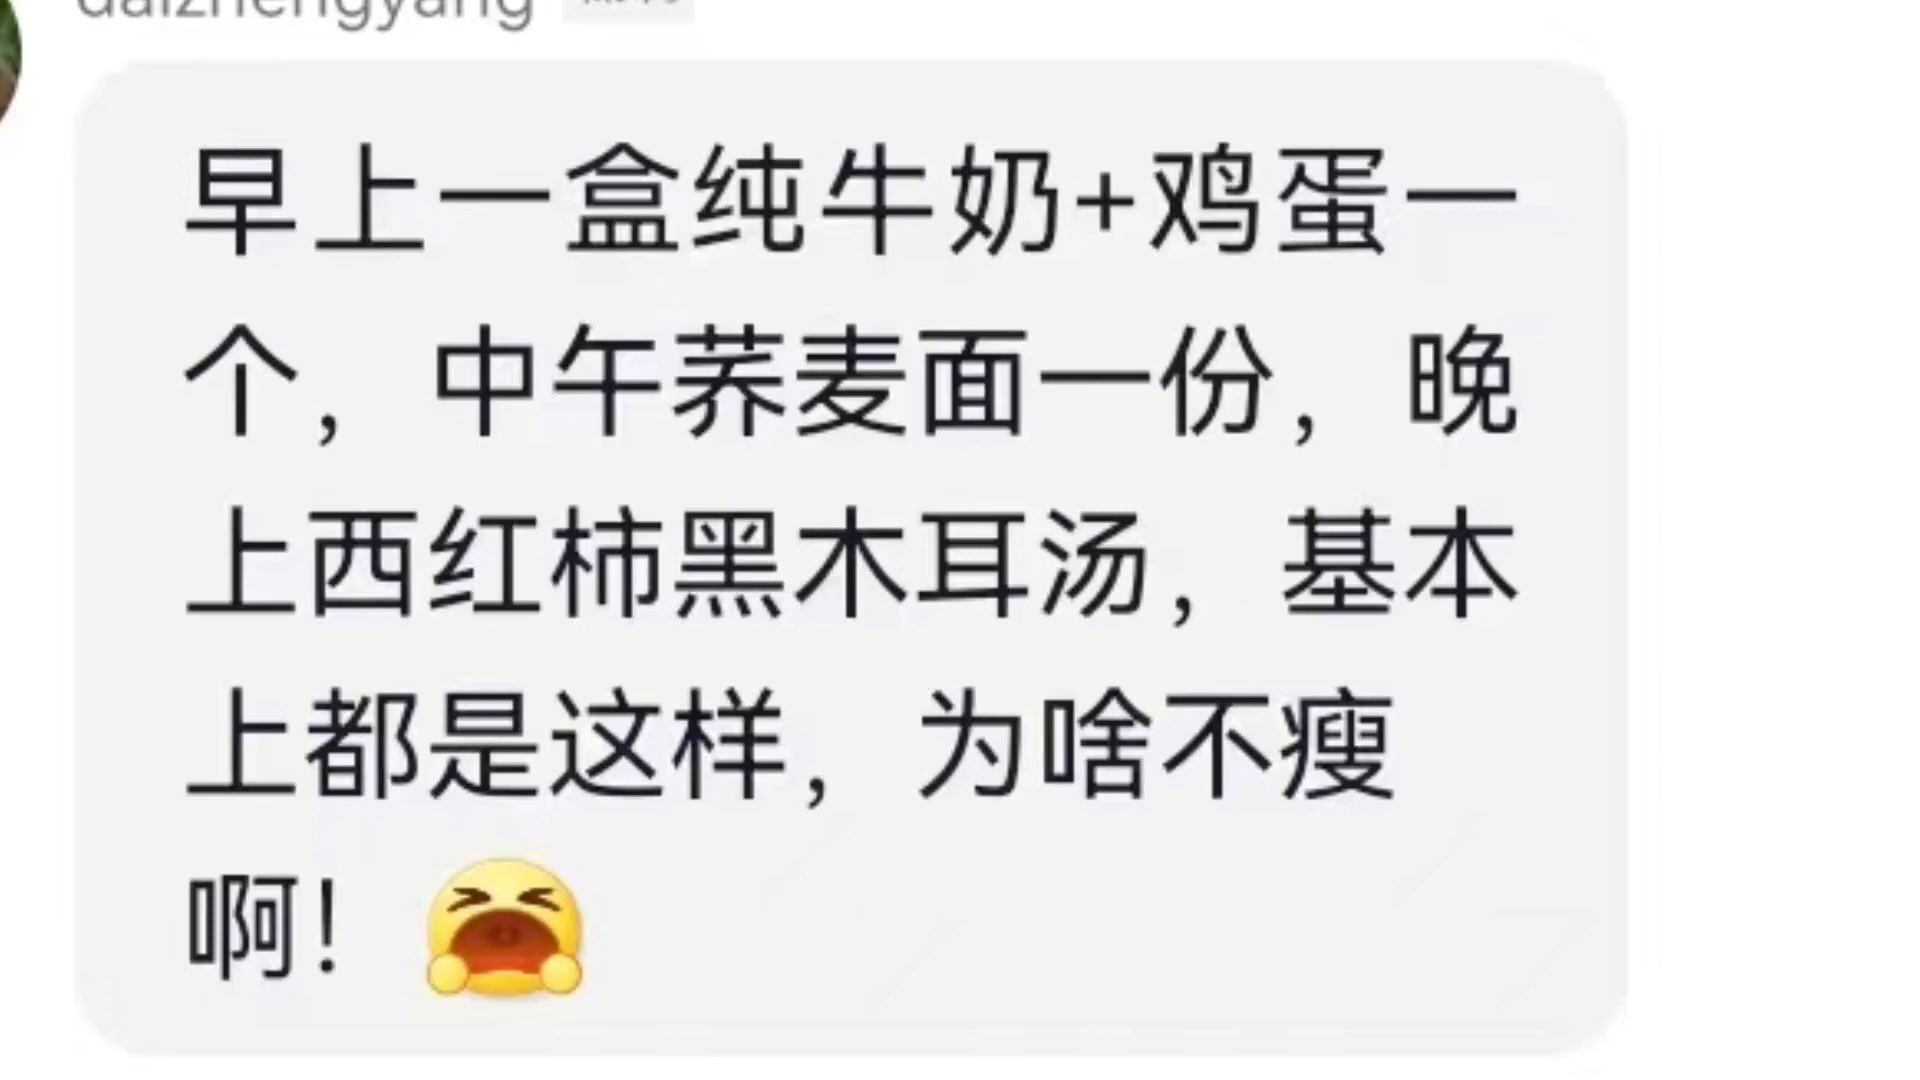 daizhengyang
早上一盒纯牛奶+鸡蛋一
个，中午荞麦面一份，晚
上西红柿黑木耳汤，基本
上都是这样，为啥不瘦
啊！